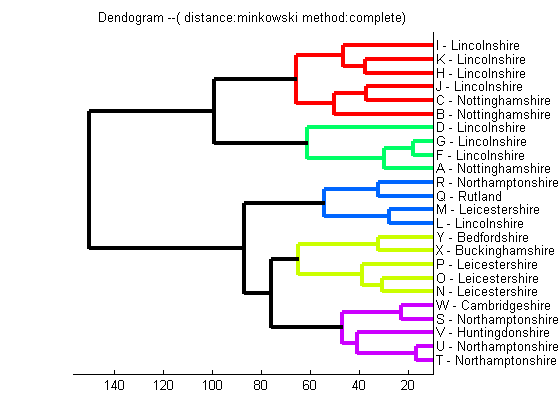 Dendogram --( distance:minkowski method:complete)
I - Lincolnshire
K - Lincolnshire
H - Lincolnshire
J - Lincolnshire
C - Nottinghamshire
B - Nottinghamshire
D - Lincolnshire
G - Lincolnshire
F - Lincolnshire
A - Nottinghamshire
R - Northamptonshire
Q - Rutland
M - Leicestershire
L - Lincolnshire
Y - Bedfordshire
X - Buckinghamshire
P - Leicestershire
O - Leicestershire
N - Leicestershire
W - Cambridgeshire
S - Northamptonshire
V - Huntingdonshire
U - Northamptonshire
T - Northamptonshire
140 120 100 80 60 40 20